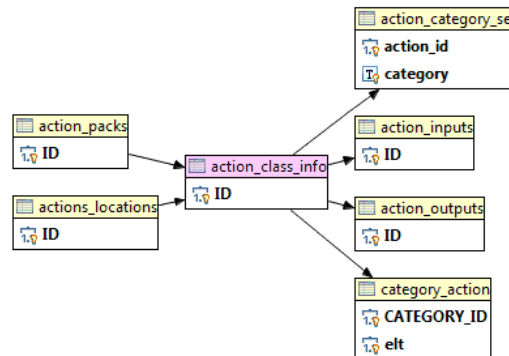 action_category_se
action_id
category
action_packs
ID
action_inputs
ID
action_class_info
ID
actions_locations
ID
action_outputs
ID
category_action
CATEGORY_ID
elt